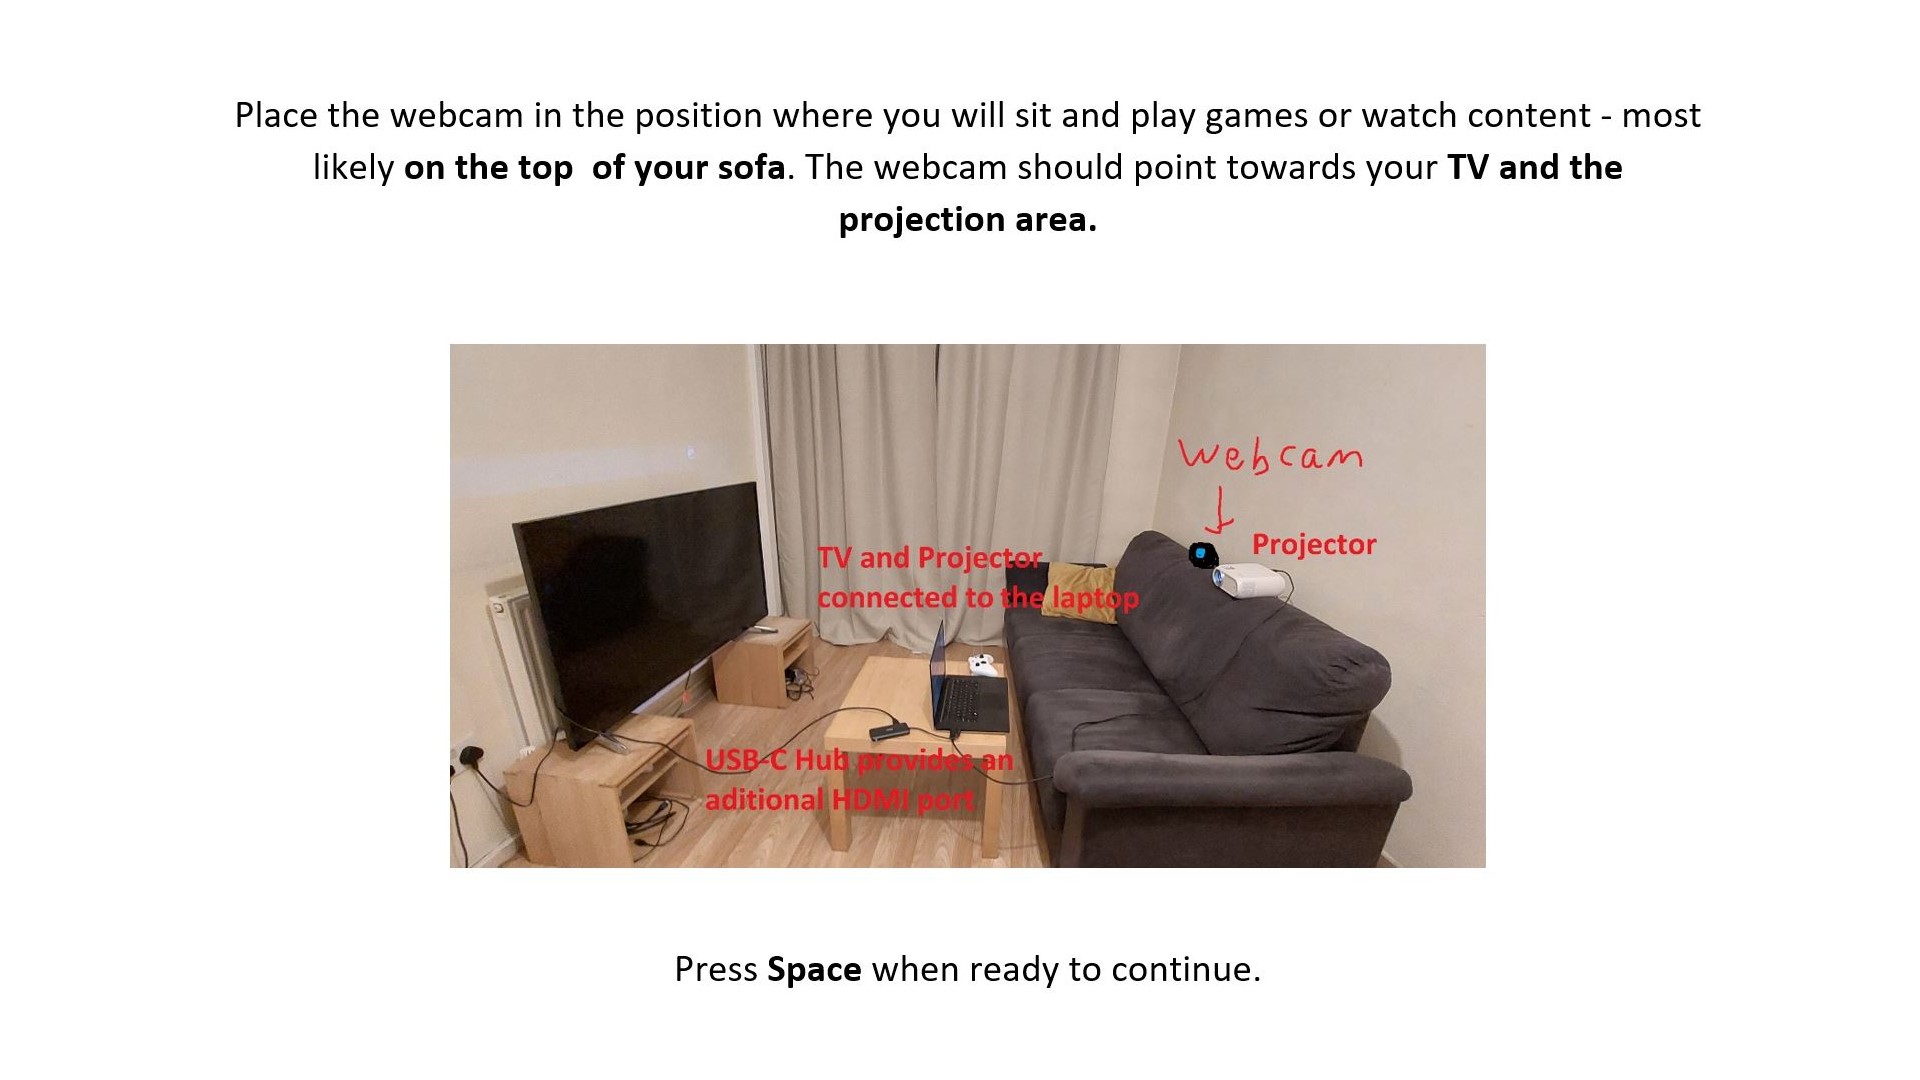 Place the webcam in the position where you will sit and play games or watch content - most
likely on the top  of your sofa. The webcam should point towards your TV and the
projection area.
Webcam
Projector
TV and Projector
connected to the laptop
USB-C Hub provides an
aditional HDMI port
Press Space when ready to continue.